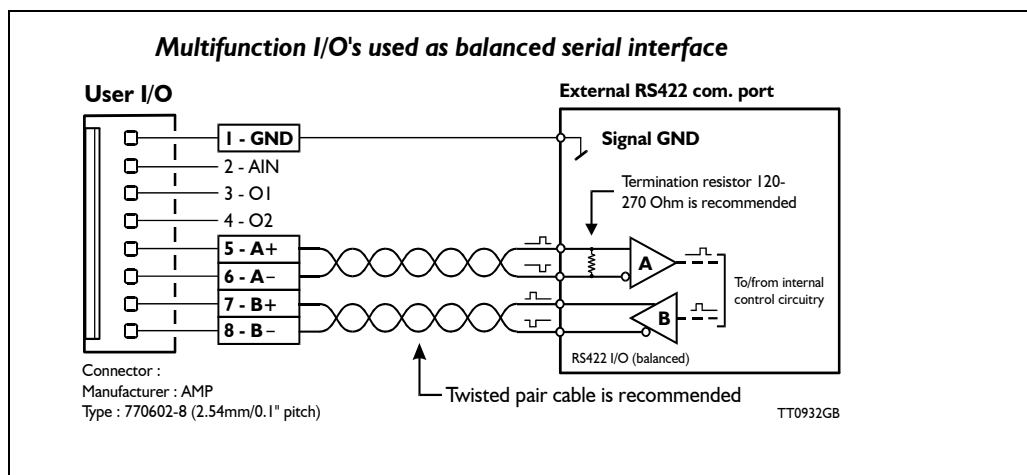 Multifunction I/O's used as balanced serial interface
User I/O
External RS422 com. port
1 - GND
2 - AIN
3 - O1
4 - O2
5 - A+
6 - A−
7 - B+
8 - B−
Signal GND
Termination resistor 120-
270 Ohm is recommended
A
B
To/from internal
control circuitry
RS422 I/O (balanced)
Connector :
Manufacturer : AMP
Type : 770602-8 (2.54mm/0.1" pitch)
Twisted pair cable is recommended
TT0932GB